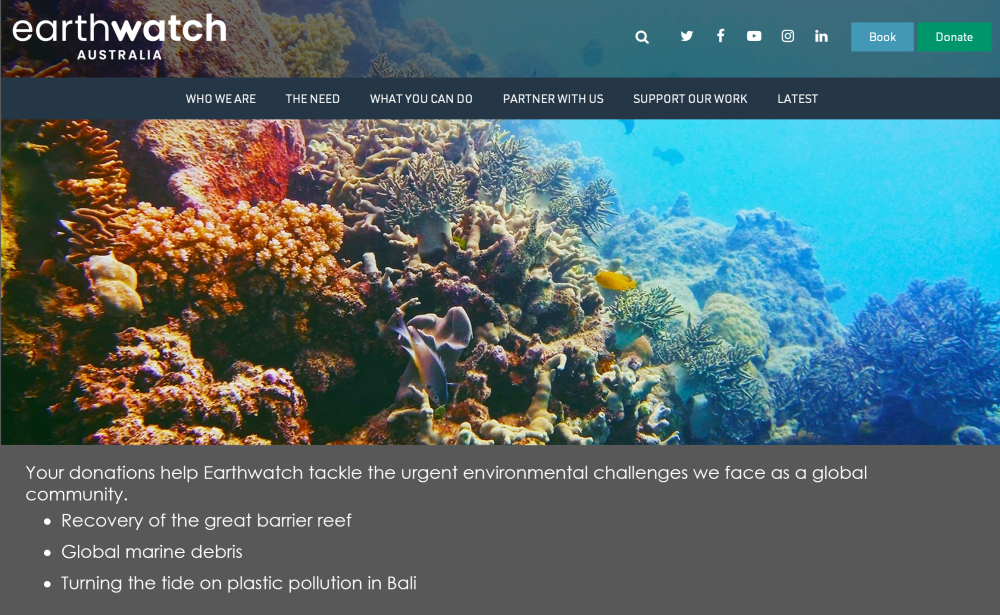 earthwatch
AUSTRALIA
Book
Donate
WHO WE ARE
THE NEED
WHAT YOU CAN DO
PARTNER WITH US
SUPPORT OUR WORK
LATEST
Your donations help Earthwatch tackle the urgent environmental challenges we face as a global
community.
• Recovery of the great barrier reef
• Global marine debris
• Turning the tide on plastic pollution in Bali